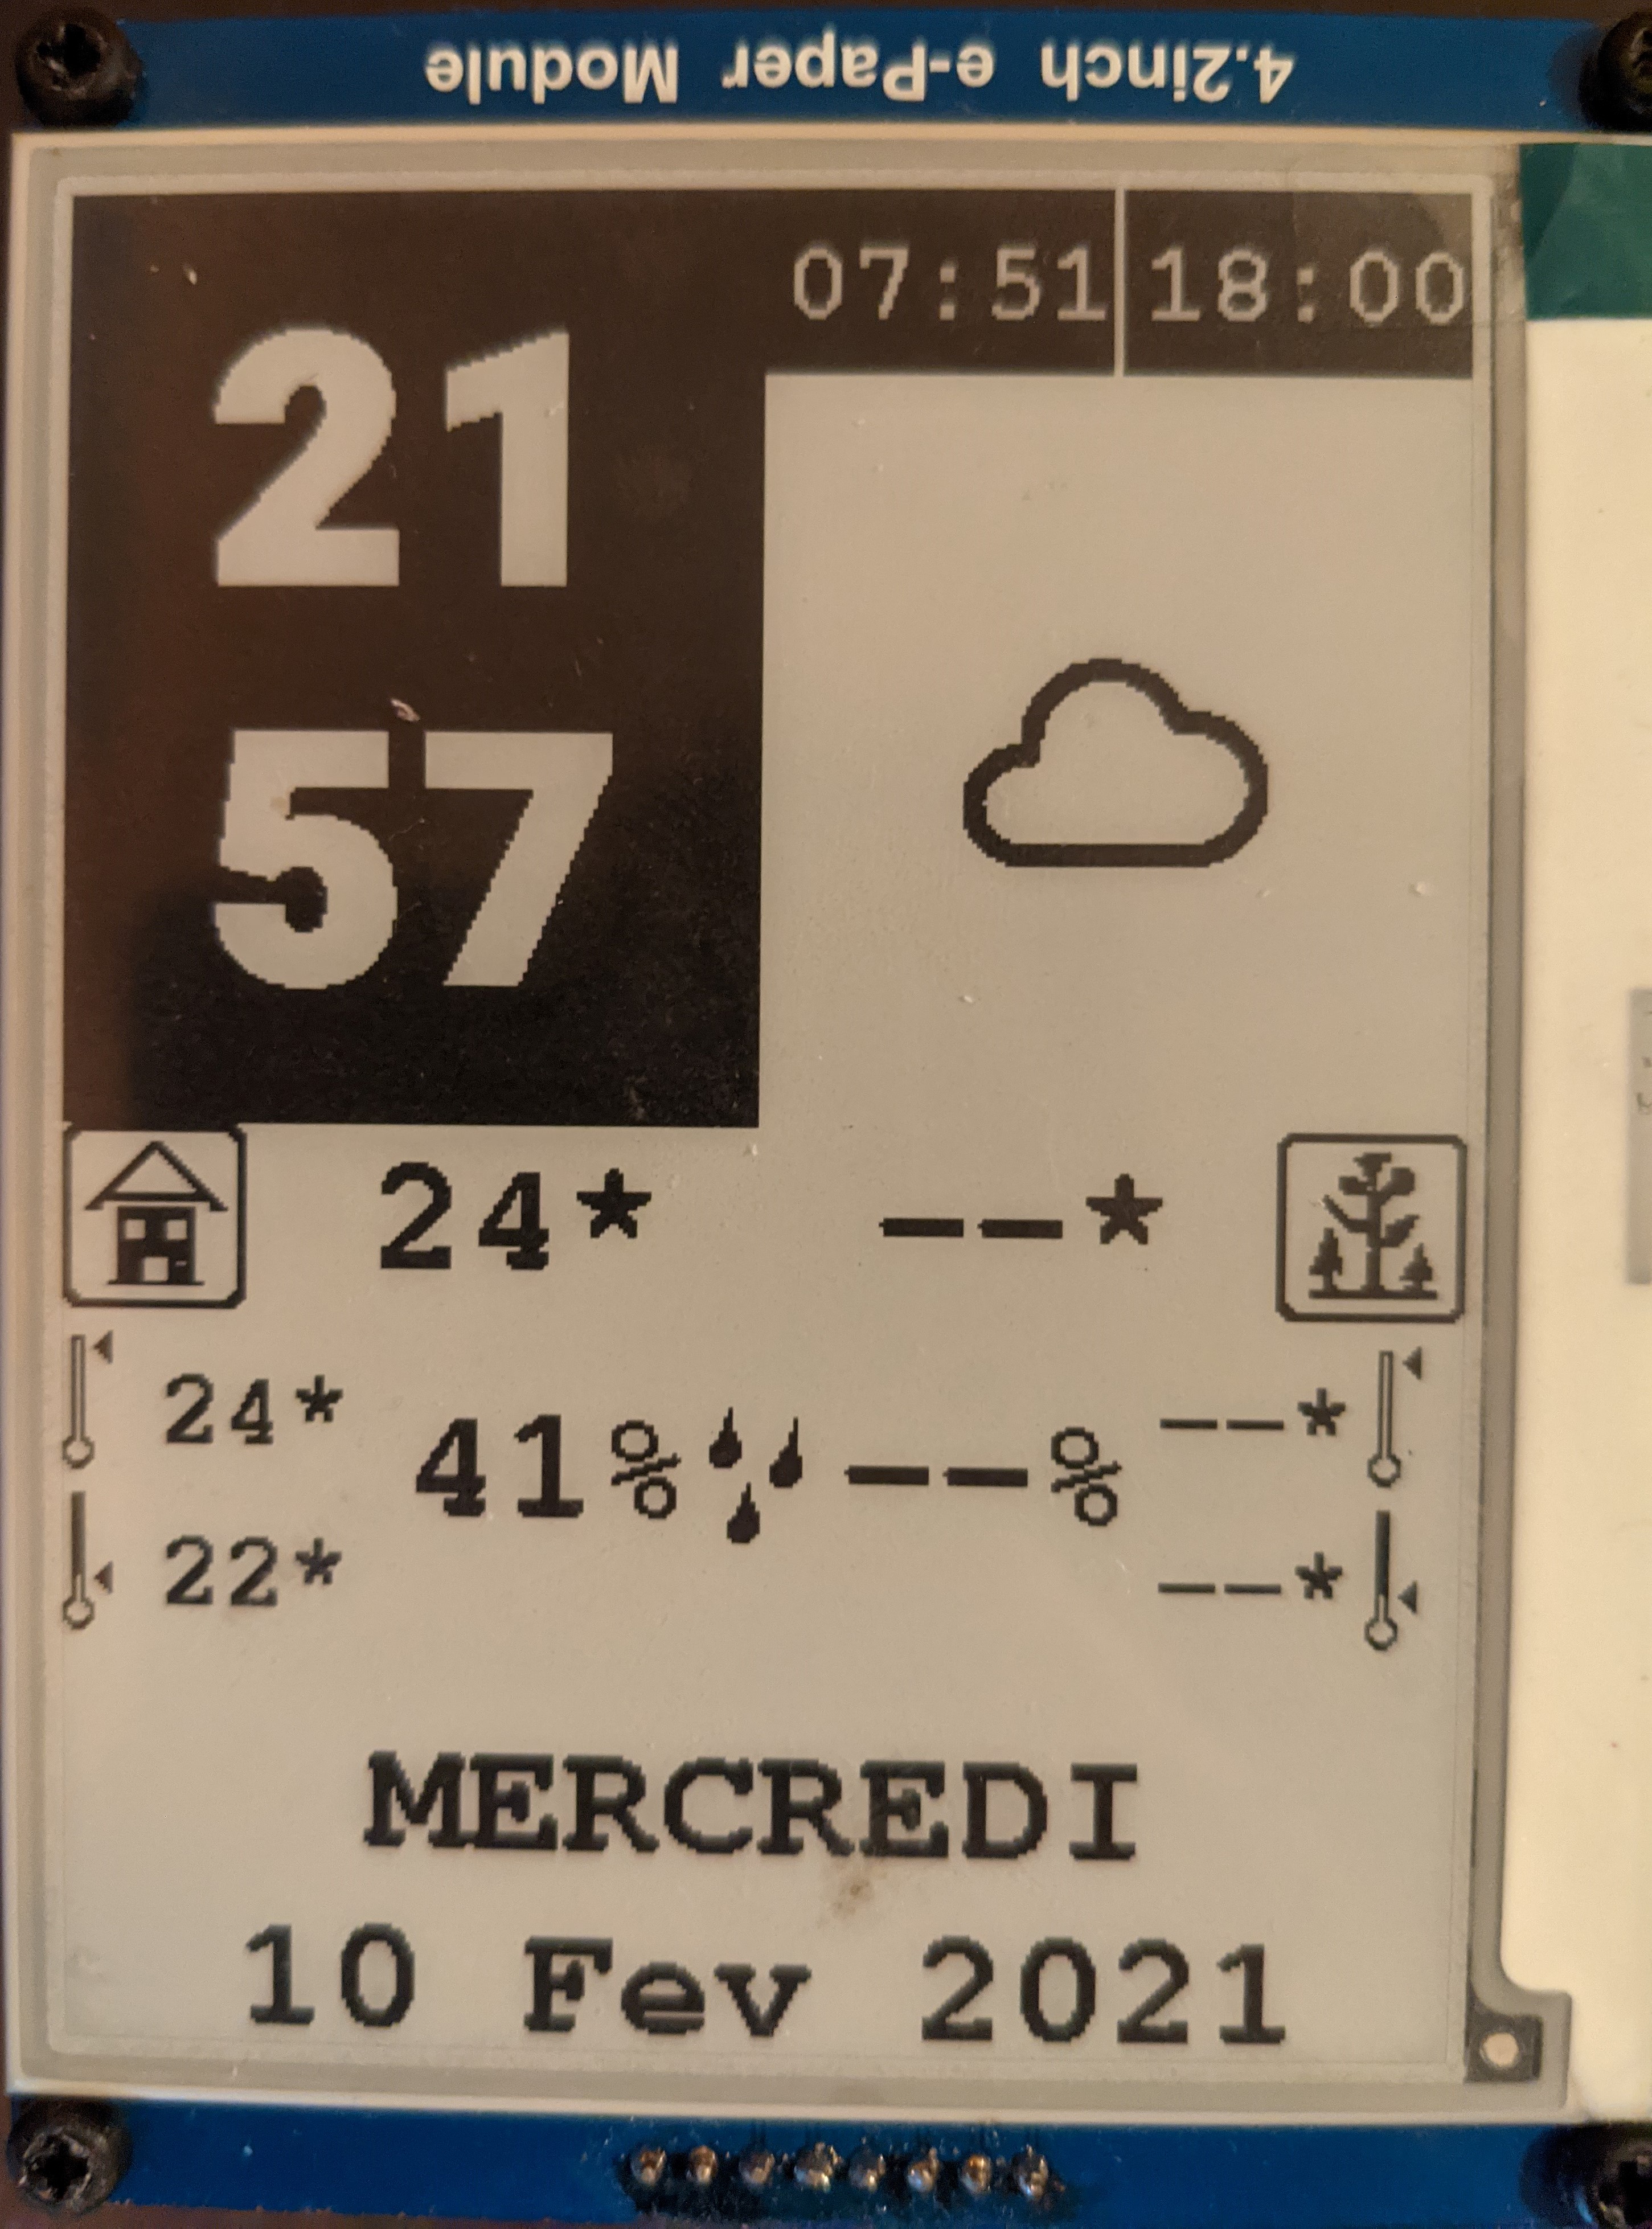 4.2inch e-Paper Module
07:51 18:00
21
57
24* --*
24* --*
41% --%
22* --*
MERCREDI
10 Fev 2021